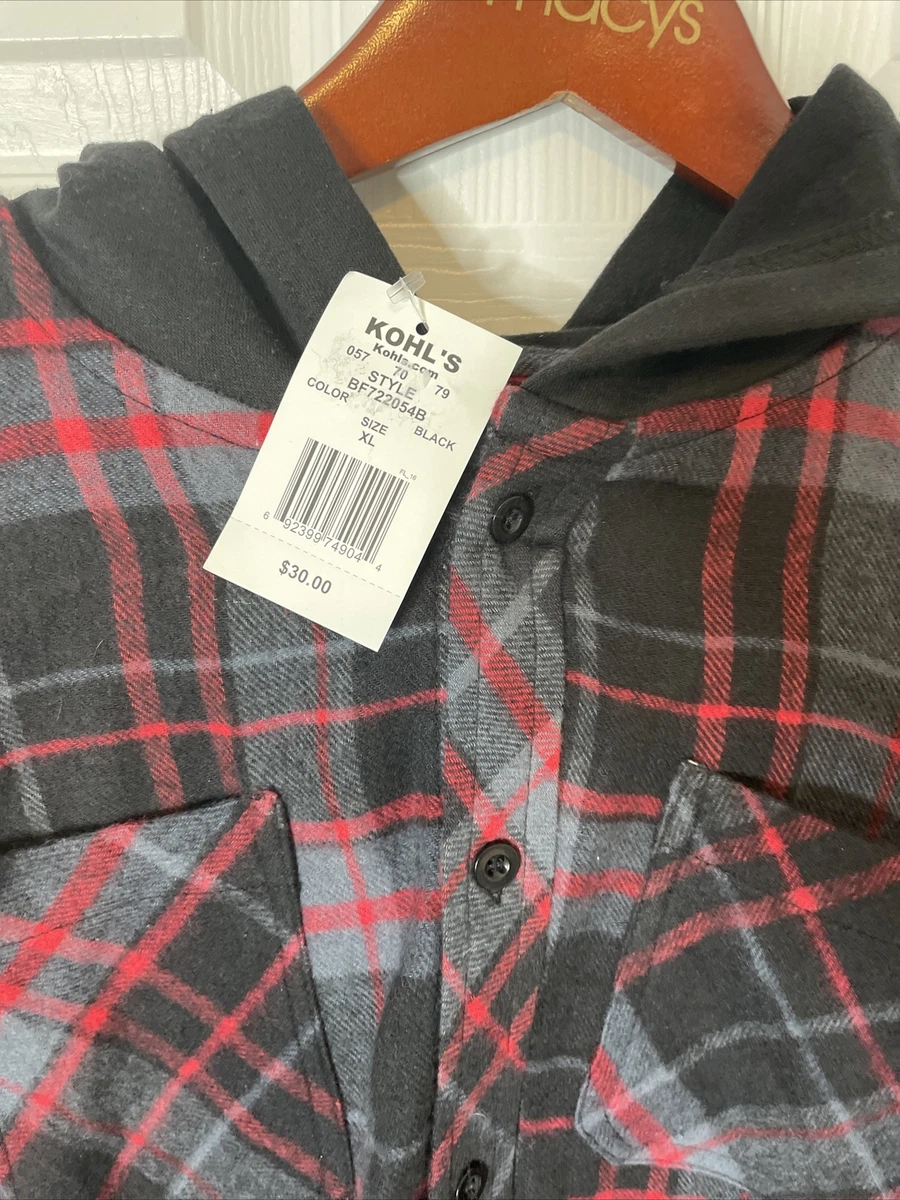 macys
KOHL'S
Kohls.com
057 70 79
STYLE
BF722054B
COLOR BLACK
SIZE
XL
FL_16
6 92399 74904 4
$30.00